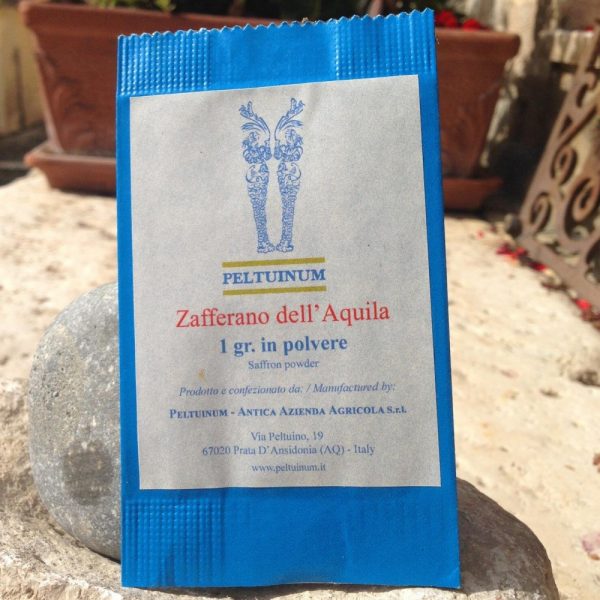 PELTUINUM
Zafferano dell'Aquila
1 gr. in polvere
Saffron powder
Prodotto e confezionato da: / Manufactured by:
PELTUINUM - ANTICA AZIENDA AGRICOLA S.r.l.
Via Peltuino, 19
67020 Prata D'Ansidonia (AQ) - Italy
www.peltuinum.it